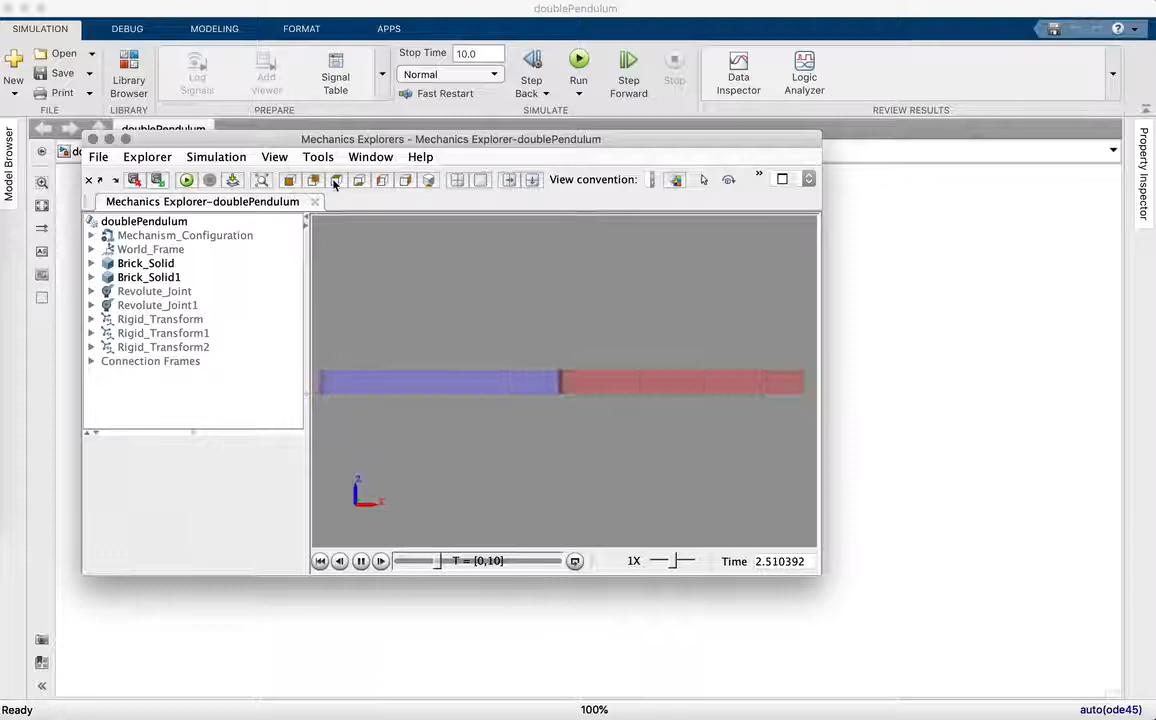 doublePendulum
SIMULATION DEBUG MODELING FORMAT APPS
New
Open
Save
Print
FILE
Library Browser
LIBRARY
Log Signals
Add Viewer
Signal Table
PREPARE
Stop Time 10.0
Normal
Fast Restart
Step Back
Run
Step Forward
Stop
SIMULATE
Data Inspector
Logic Analyzer
REVIEW RESULTS
Model Browser
Property Inspector
doublePendulum
Mechanics Explorers - Mechanics Explorer-doublePendulum
File Explorer Simulation View Tools Window Help
View convention:
Mechanics Explorer-doublePendulum
doublePendulum
Mechanism_Configuration
World_Frame
Brick_Solid
Brick_Solid1
Revolute_Joint
Revolute_Joint1
Rigid_Transform
Rigid_Transform1
Rigid_Transform2
Connection Frames
Z
X
T = [0,10]
1X
Time 2.510392
Ready
100%
auto(ode45)